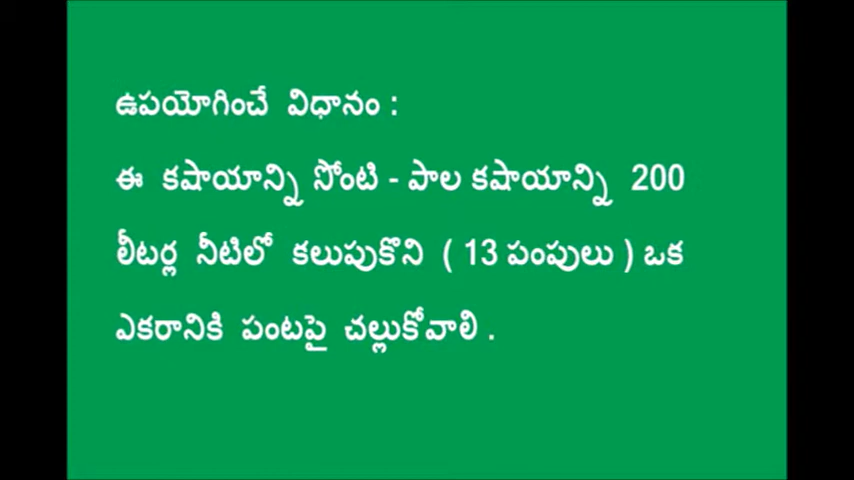 ఉపయోగించే విధానం :
ఈ కషాయాన్ని సోంటి - పాల కషాయాన్ని 200
లీటర్ల నీటిలో కలుపుకొని ( 13 పంపులు ) ఒక
ఎకరానికి పంటపై చల్లుకోవాలి .